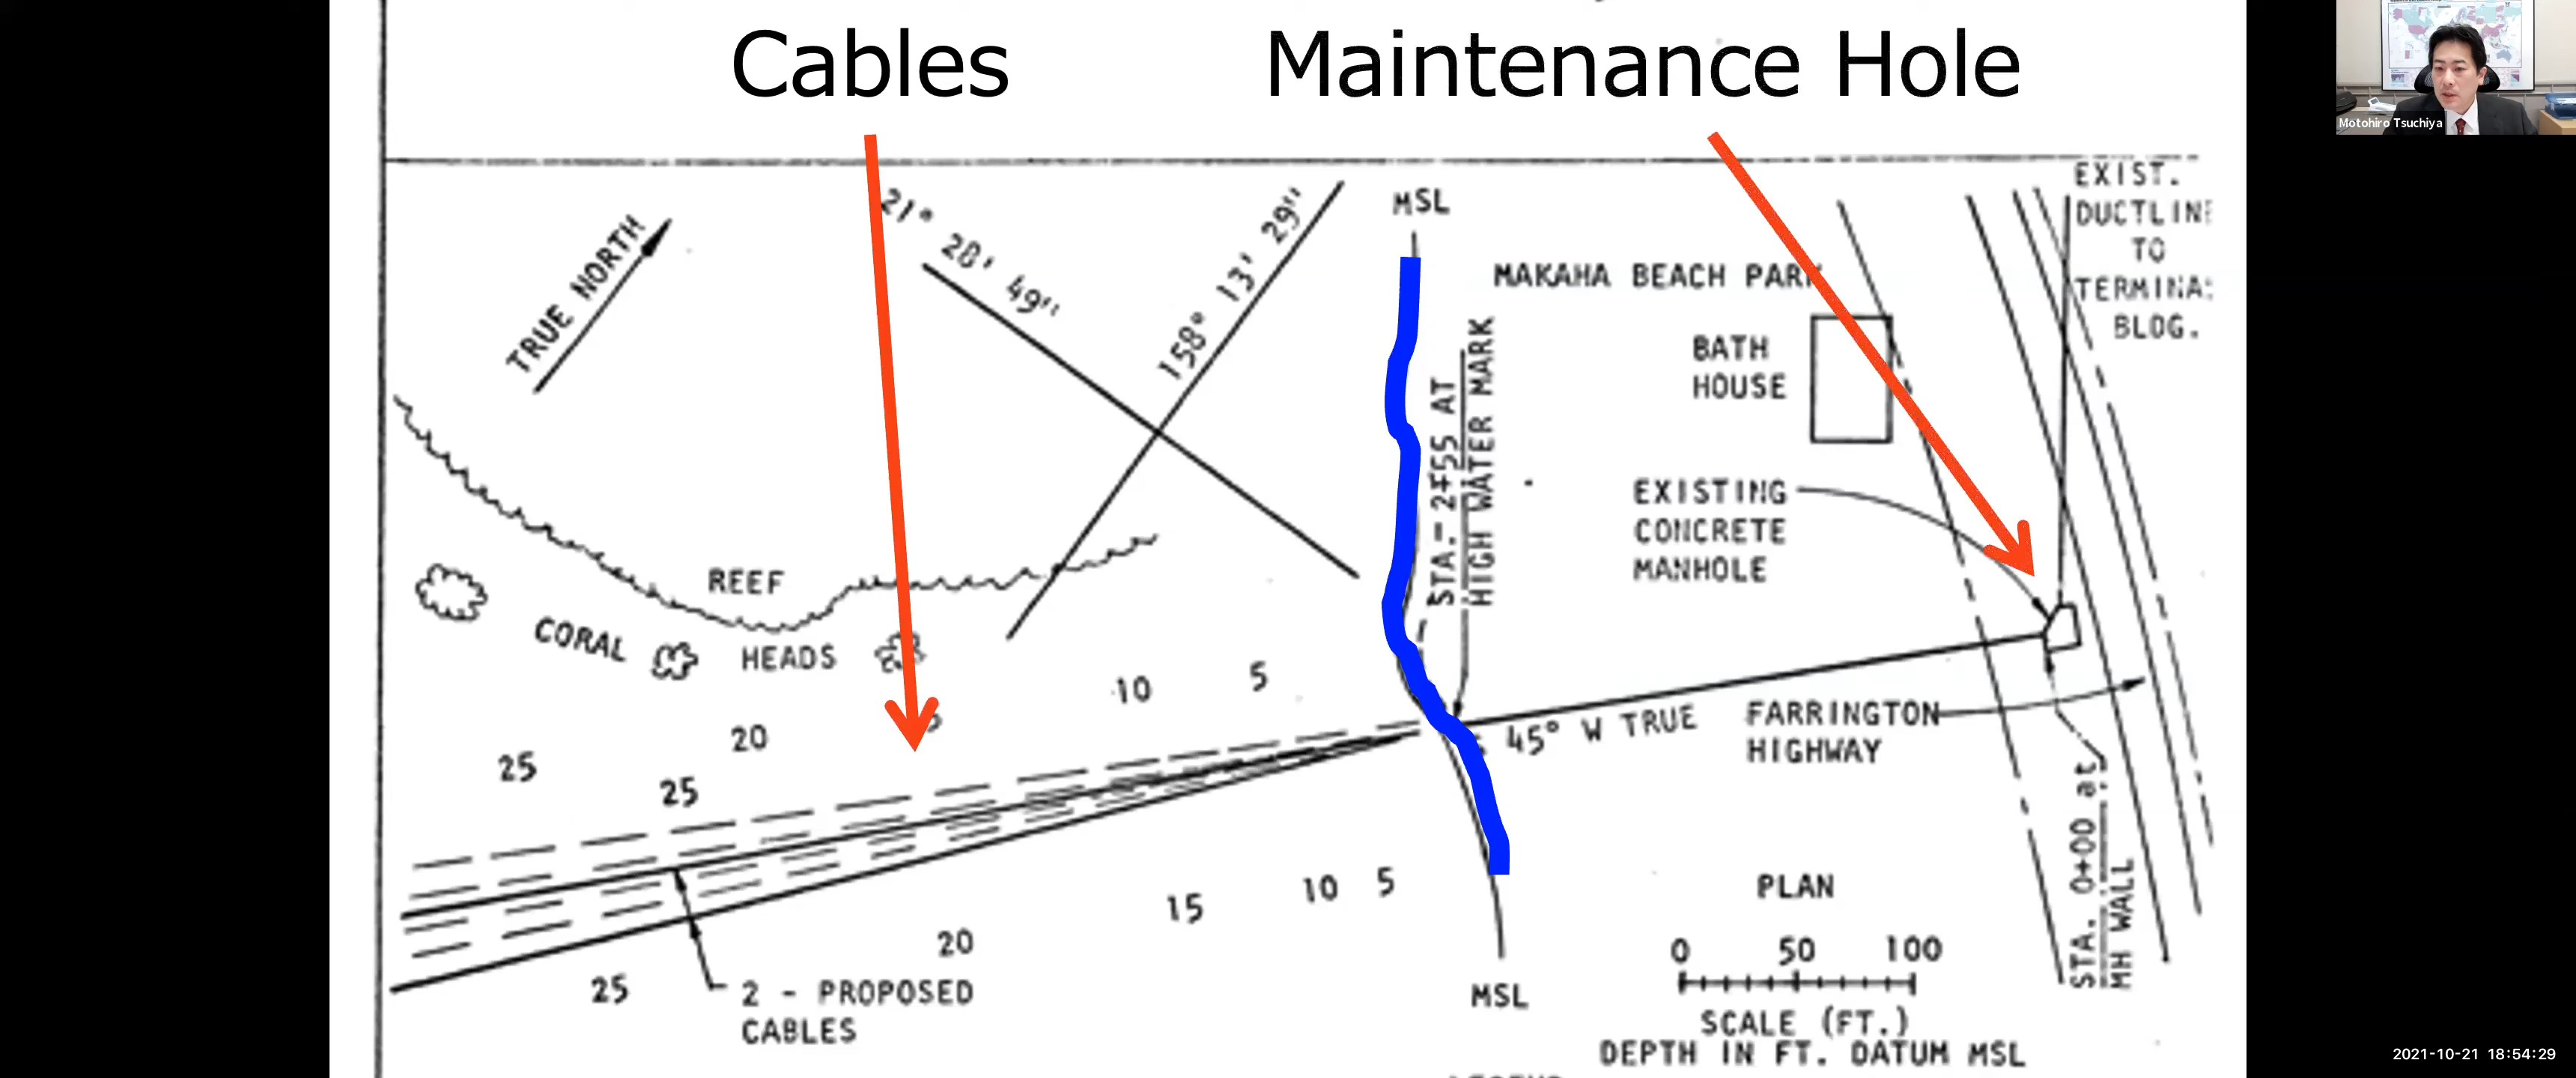 Cables
Maintenance Hole
Motohiro Tsuchiya
TRUE NORTH
21° 28' 49"
158° 13' 29"
MSL
MAKAHA BEACH PARK
BATH
HOUSE
EXIST.
DUCTLINE
TO
TERMINA
BLDG.
STA.- 2+55 AT
HIGH WATER MARK
EXISTING
CONCRETE
MANHOLE
REEF
CORAL HEADS
10 5
20
25
25
45° W TRUE
FARRINGTON
HIGHWAY
STA. 0+00 at
MH WALL
15 10 5
20
25
2 - PROPOSED
CABLES
MSL
PLAN
0 50 100
SCALE (FT.)
DEPTH IN FT. DATUM MSL
2021-10-21 18:54:29